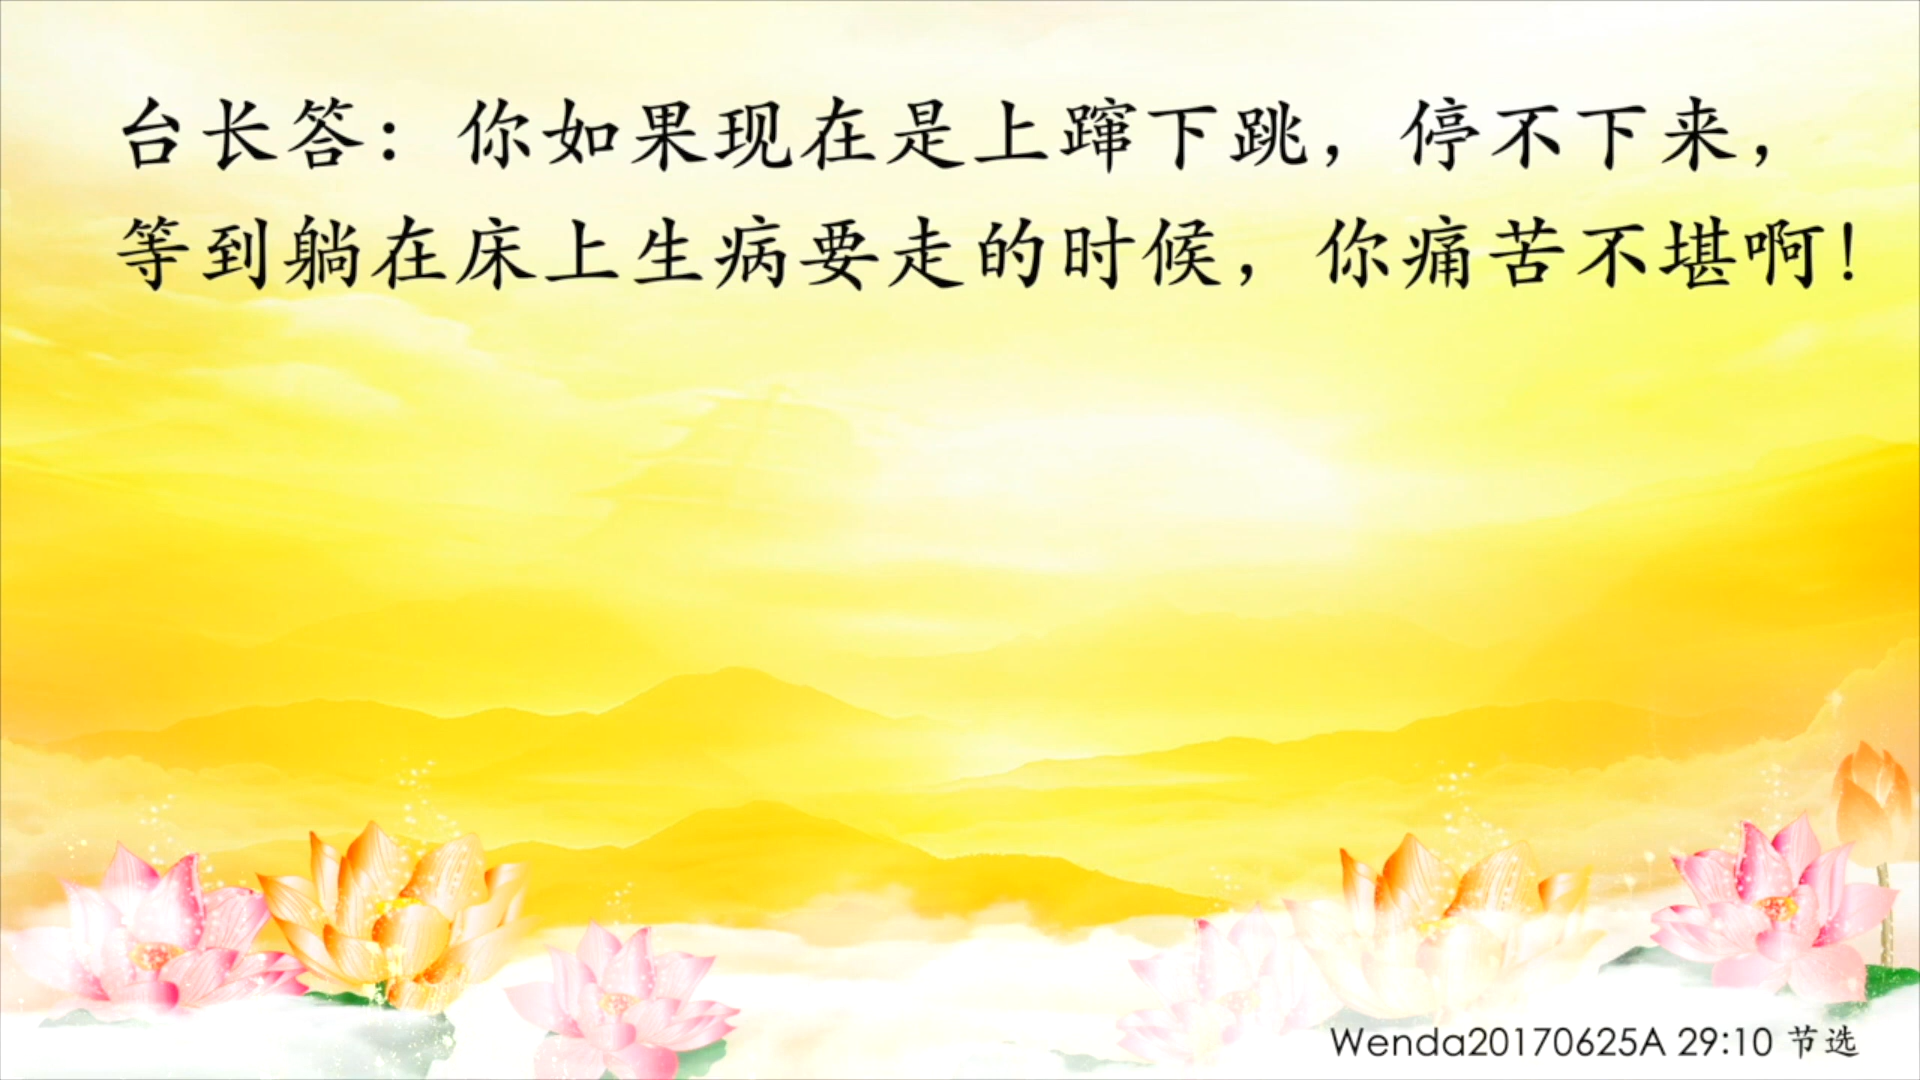 台长答：你如果现在是上蹿下跳，停不下来，
等到躺在床上生病要走的时候，你痛苦不堪啊！
Wenda20170625A 29:10 节选